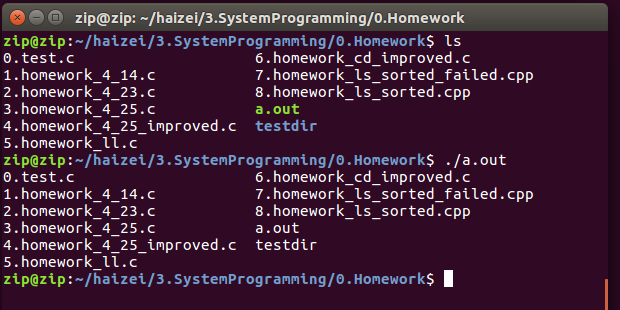 zip@zip: ~/haizei/3.SystemProgramming/0.Homework
zip@zip:~/haizei/3.SystemProgramming/0.Homework$ ls
0.test.c 6.homework_cd_improved.c
1.homework_4_14.c 7.homework_ls_sorted_failed.cpp
2.homework_4_23.c 8.homework_ls_sorted.cpp
3.homework_4_25.c a.out
4.homework_4_25_improved.c testdir
5.homework_ll.c
zip@zip:~/haizei/3.SystemProgramming/0.Homework$ ./a.out
0.test.c 6.homework_cd_improved.c
1.homework_4_14.c 7.homework_ls_sorted_failed.cpp
2.homework_4_23.c 8.homework_ls_sorted.cpp
3.homework_4_25.c a.out
4.homework_4_25_improved.c testdir
5.homework_ll.c
zip@zip:~/haizei/3.SystemProgramming/0.Homework$